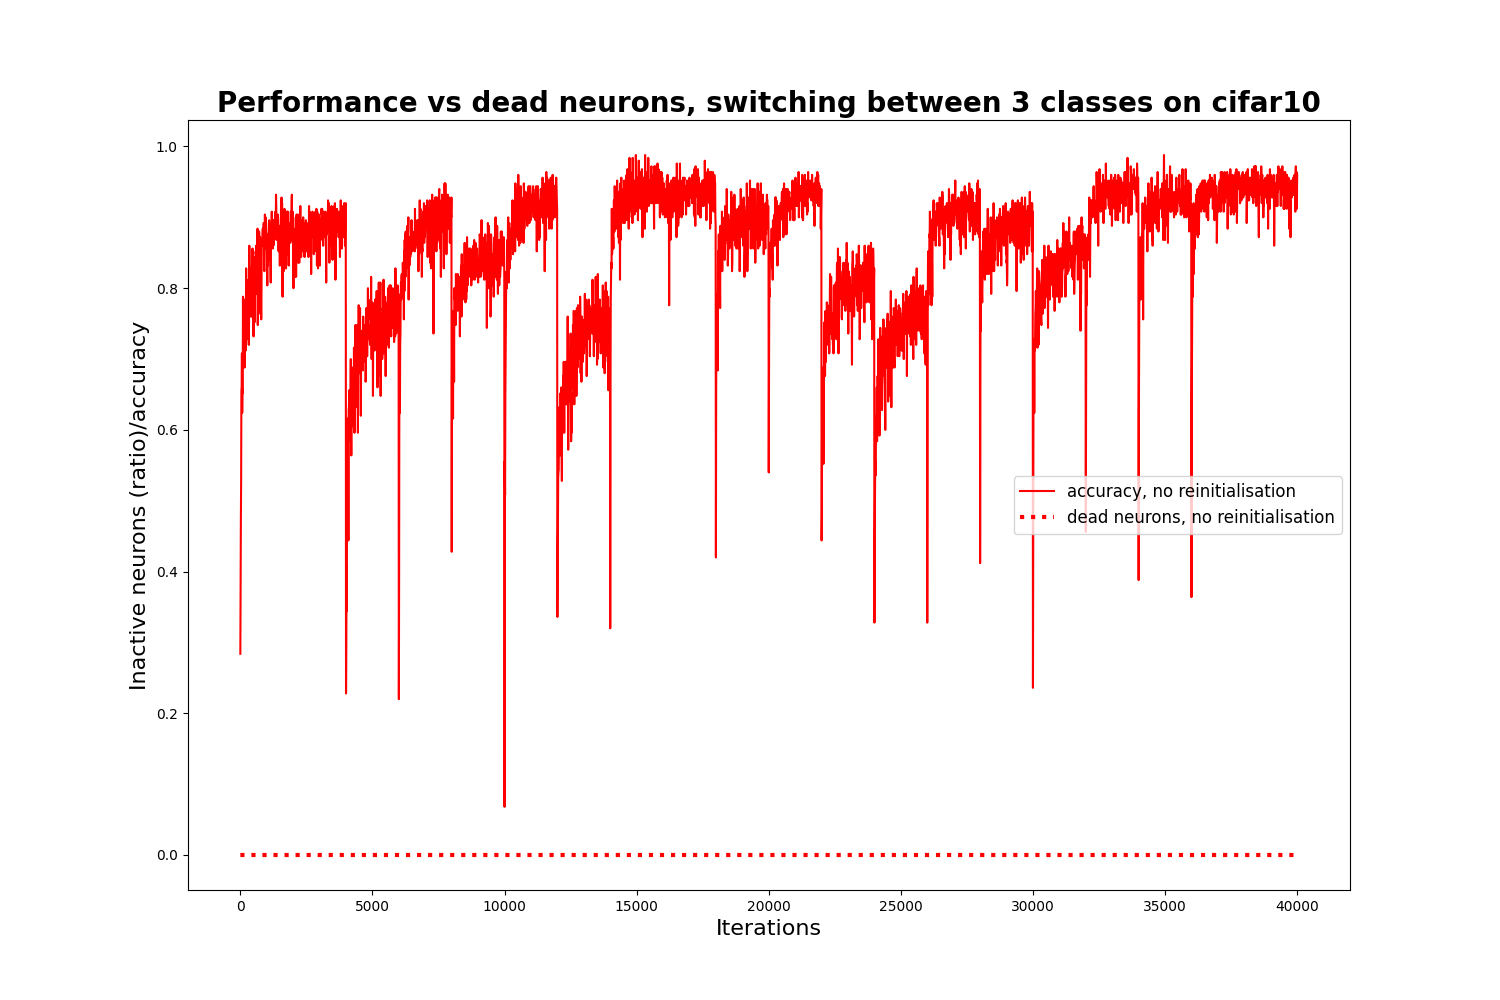 Performance vs dead neurons, switching between 3 classes on cifar10
Inactive neurons (ratio)/accuracy
1.0
0.8
0.6
0.4
0.2
0.0
accuracy, no reinitialisation
dead neurons, no reinitialisation
0 5000 10000 15000 20000 25000 30000 35000 40000
Iterations